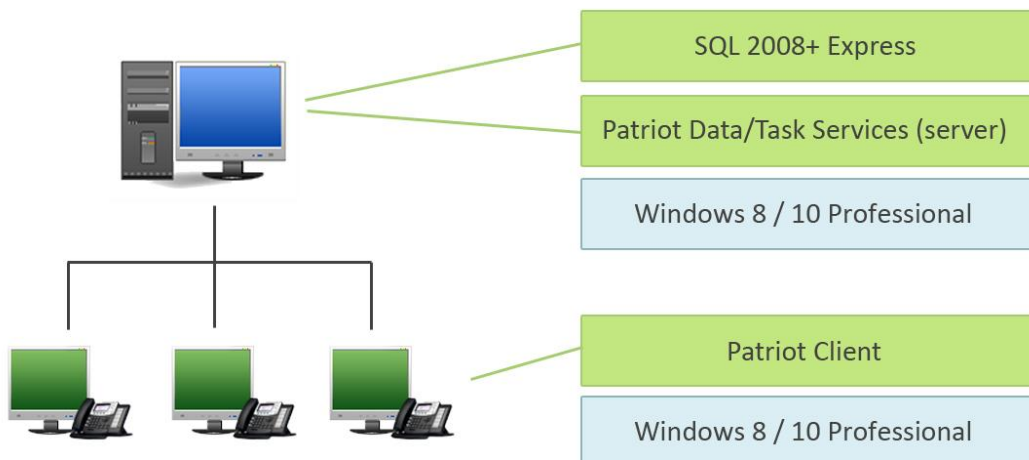 SQL 2008+ Express
Patriot Data/Task Services (server)
Windows 8 / 10 Professional
Patriot Client
Windows 8 / 10 Professional